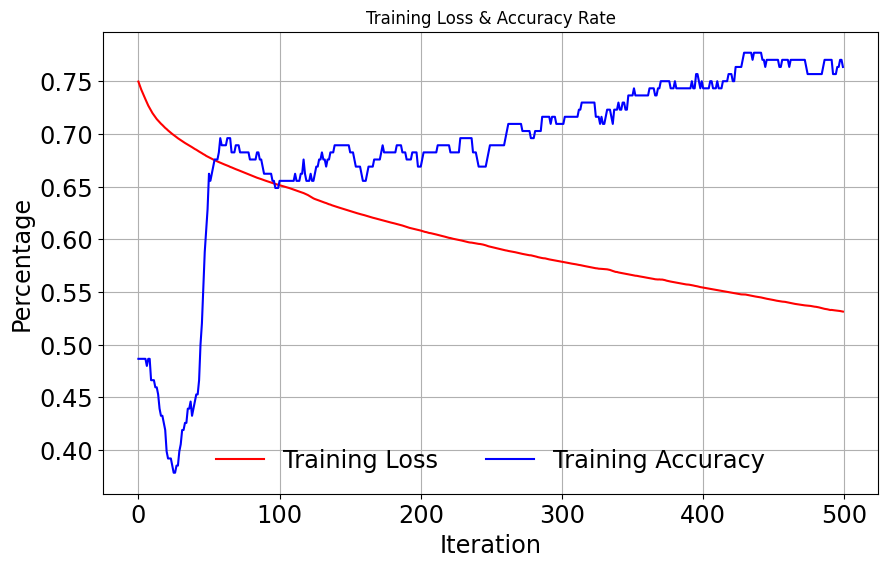 Training Loss & Accuracy Rate
0.75
0.70
0.65
0.60
0.55
0.50
0.45
0.40
Percentage
Training Loss
Training Accuracy
0 100 200 300 400 500
Iteration